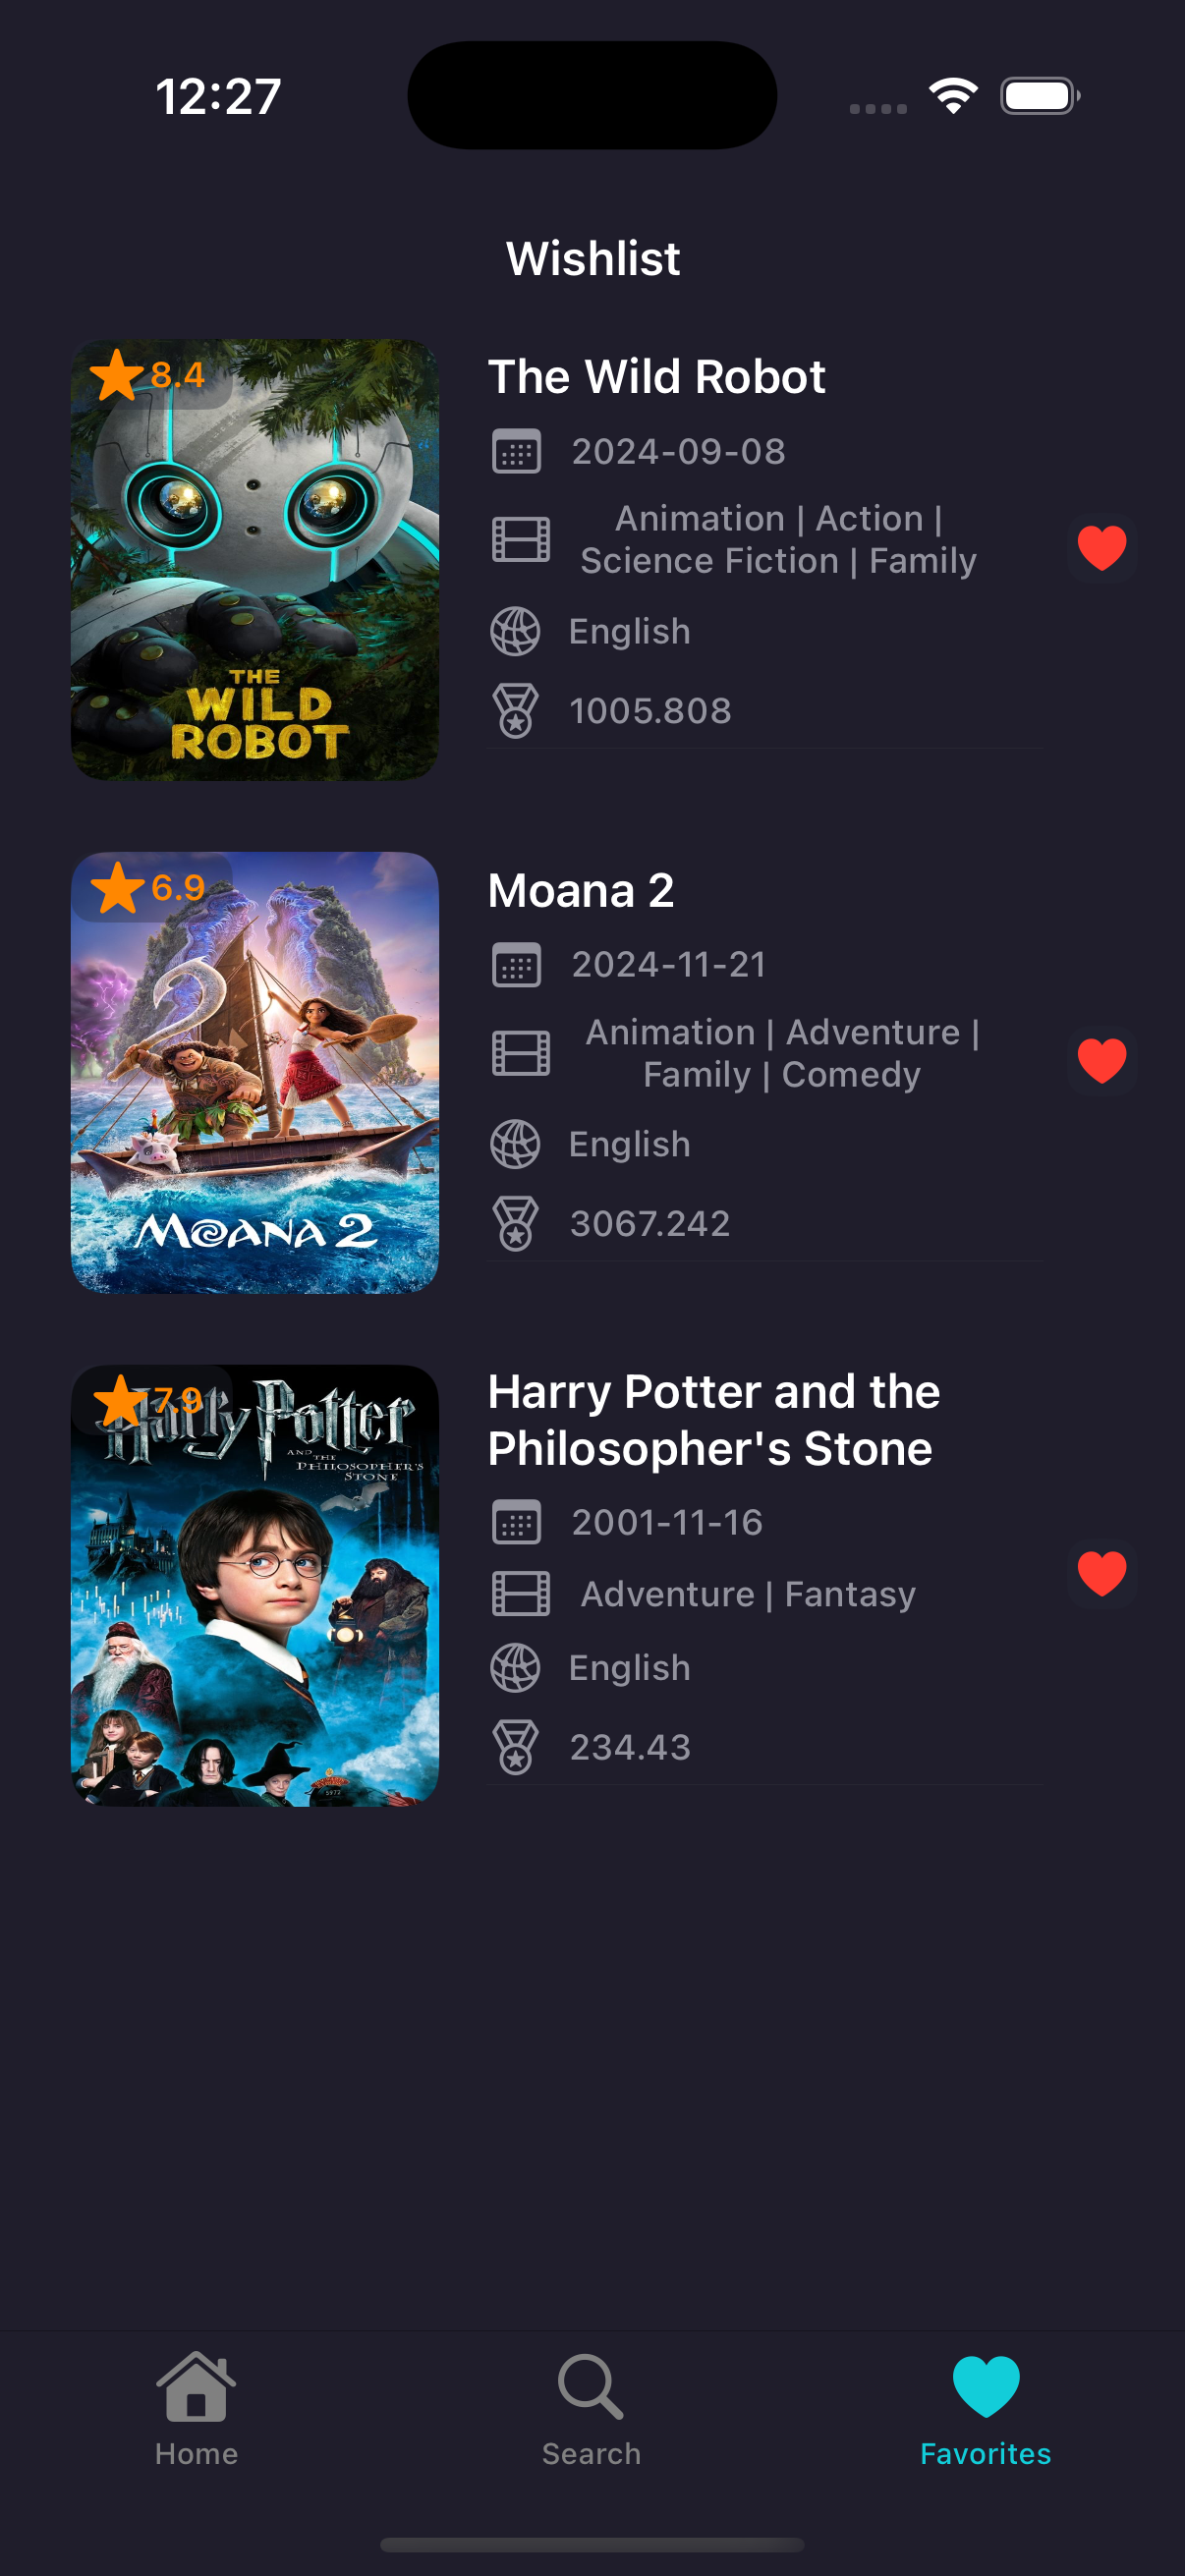 12:27
Wishlist
8.4
THE
WILD
ROBOT
The Wild Robot
2024-09-08
Animation | Action |
Science Fiction | Family
English
1005.808
6.9
MOANA 2
Moana 2
2024-11-21
Animation | Adventure |
Family | Comedy
English
3067.242
7.9
Harry Potter
AND THE
PHILOSOPHER'S
STONE
Harry Potter and the
Philosopher's Stone
2001-11-16
Adventure | Fantasy
English
234.43
Home
Search
Favorites